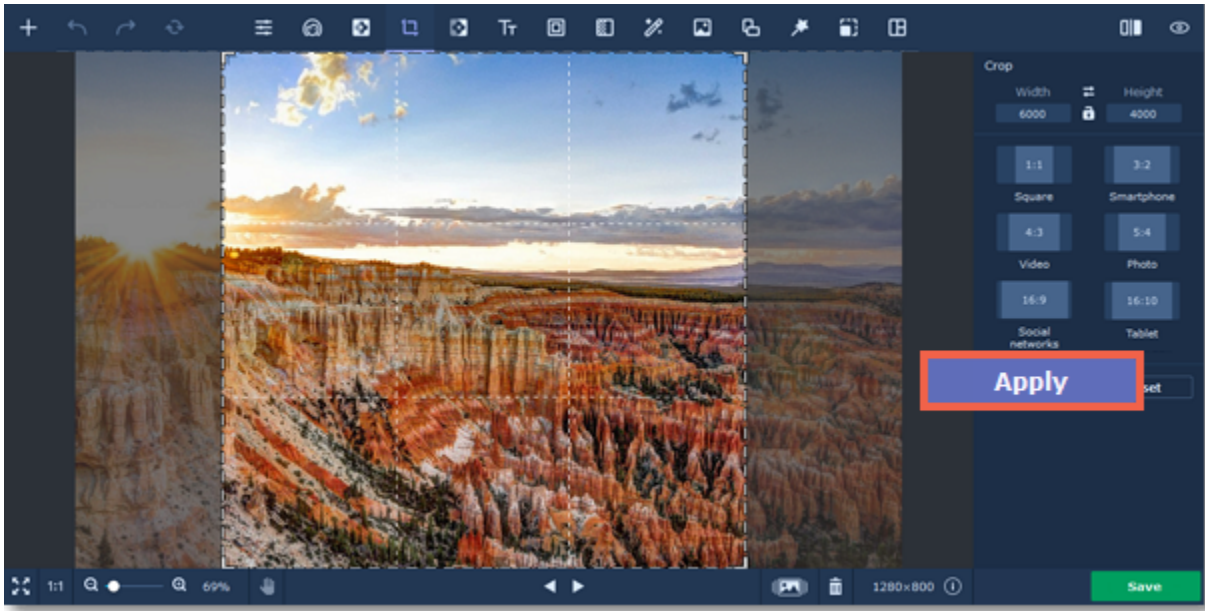 Tт
Crop
Width Height
6000 4000
1:1 3:2
Square Smartphone
4:3 5:4
Video Photo
16:9 16:10
Social
networks
Tablet
Apply set
1:1 69% 1280×800 Save